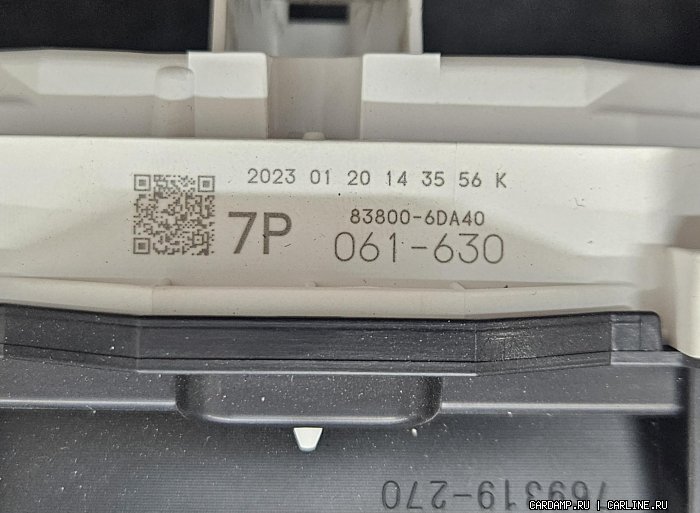 2023 01 20 14 35 56 K
7P
83800-6DA40
061-630
769319-270
CARDAMP.RU | CARLINE.RU